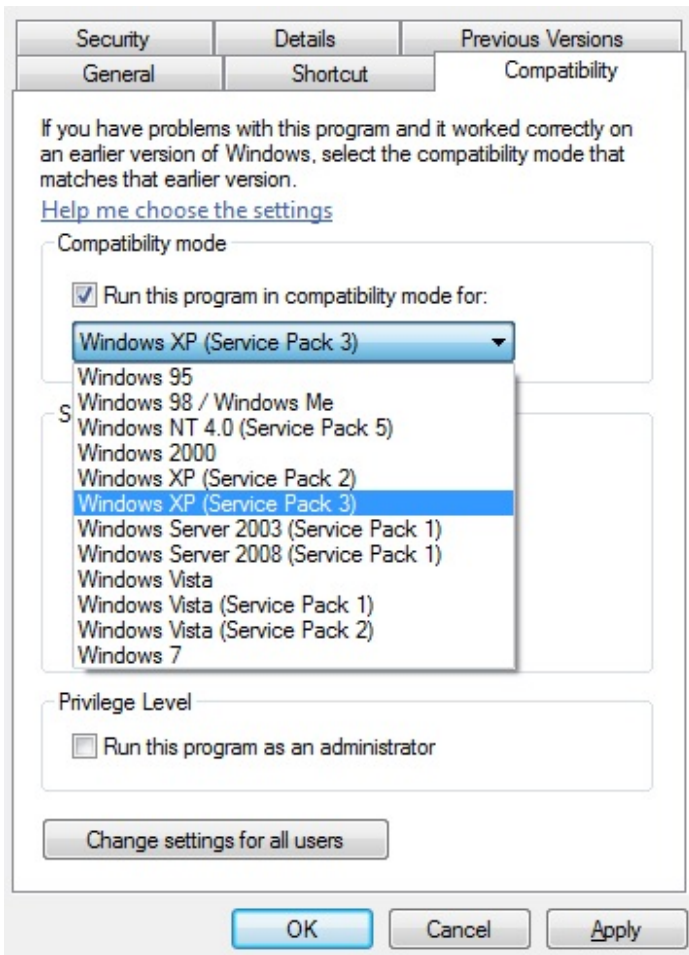 Security Details Previous Versions
General Shortcut Compatibility
If you have problems with this program and it worked correctly on
an earlier version of Windows, select the compatibility mode that
matches that earlier version.
Help me choose the settings
Compatibility mode
Run this program in compatibility mode for:
Windows XP (Service Pack 3)
Windows 95
Windows 98 / Windows Me
Windows NT 4.0 (Service Pack 5)
Windows 2000
Windows XP (Service Pack 2)
Windows XP (Service Pack 3)
Windows Server 2003 (Service Pack 1)
Windows Server 2008 (Service Pack 1)
Windows Vista
Windows Vista (Service Pack 1)
Windows Vista (Service Pack 2)
Windows 7
Privilege Level
Run this program as an administrator
Change settings for all users
OK Cancel Apply